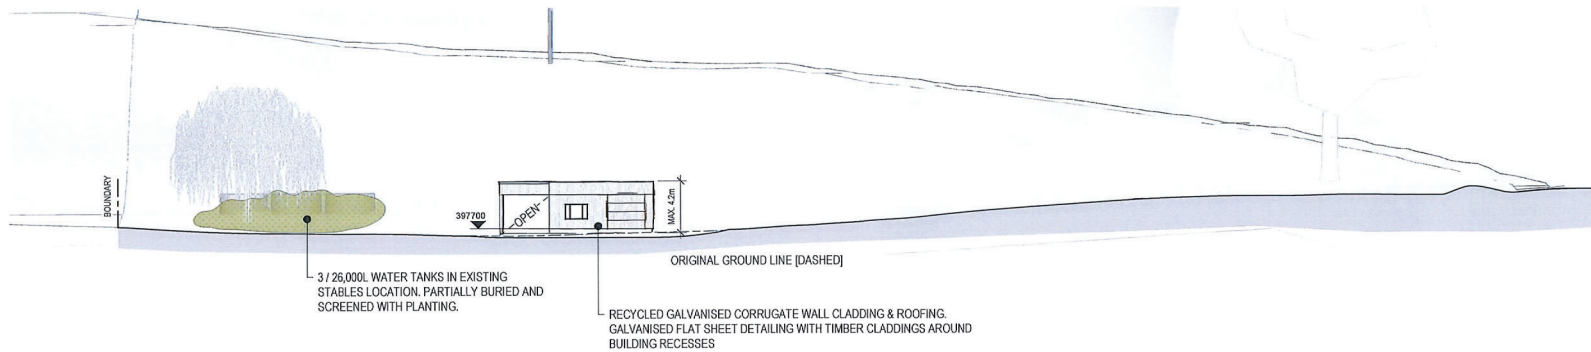 BOUNDARY
397700
OPEN
MAX. 4.2m
ORIGINAL GROUND LINE [DASHED]
3 / 26,000L WATER TANKS IN EXISTING
STABLES LOCATION. PARTIALLY BURIED AND
SCREENED WITH PLANTING.
RECYCLED GALVANISED CORRUGATE WALL CLADDING & ROOFING.
GALVANISED FLAT SHEET DETAILING WITH TIMBER CLADDINGS AROUND
BUILDING RECESSES